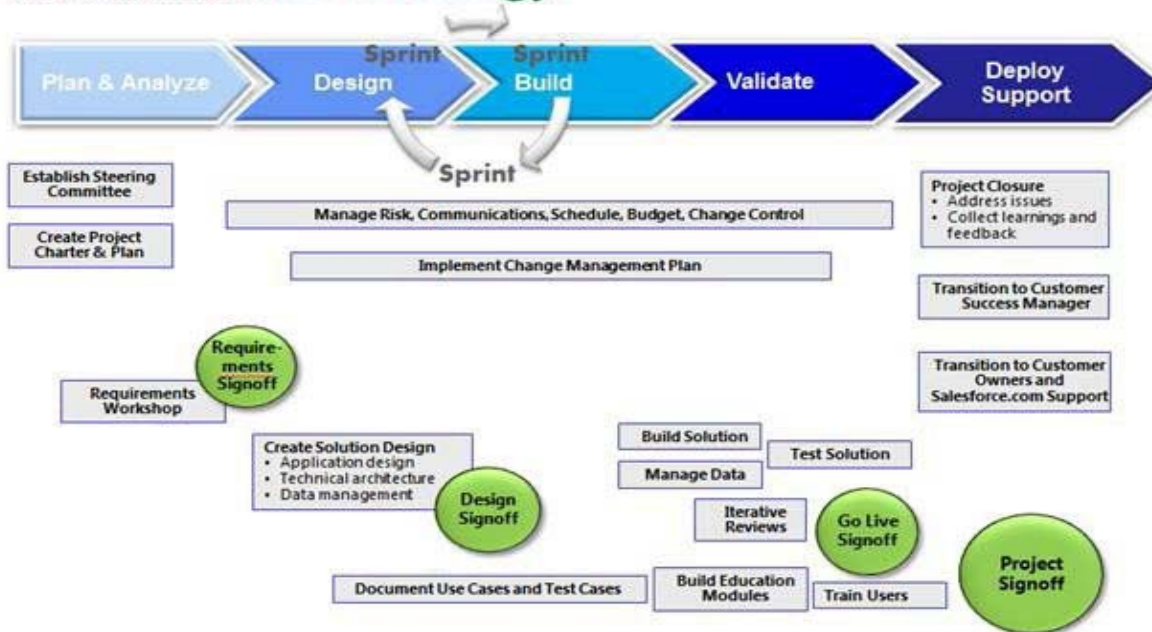 Sprint
Sprint
Plan & Analyze
Design
Build
Validate
Deploy
Support
Sprint
Establish Steering
Committee
Create Project
Charter & Plan
Manage Risk, Communications, Schedule, Budget, Change Control
Implement Change Management Plan
Project Closure
• Address issues
• Collect learnings and
feedback
Transition to Customer
Success Manager
Transition to Customer
Owners and
Salesforce.com Support
Require-
ments
Signoff
Requirements
Workshop
Create Solution Design
• Application design
• Technical architecture
• Data management
Design
Signoff
Build Solution
Test Solution
Manage Data
Iterative
Reviews
Go Live
Signoff
Project
Signoff
Document Use Cases and Test Cases
Build Education
Modules
Train Users